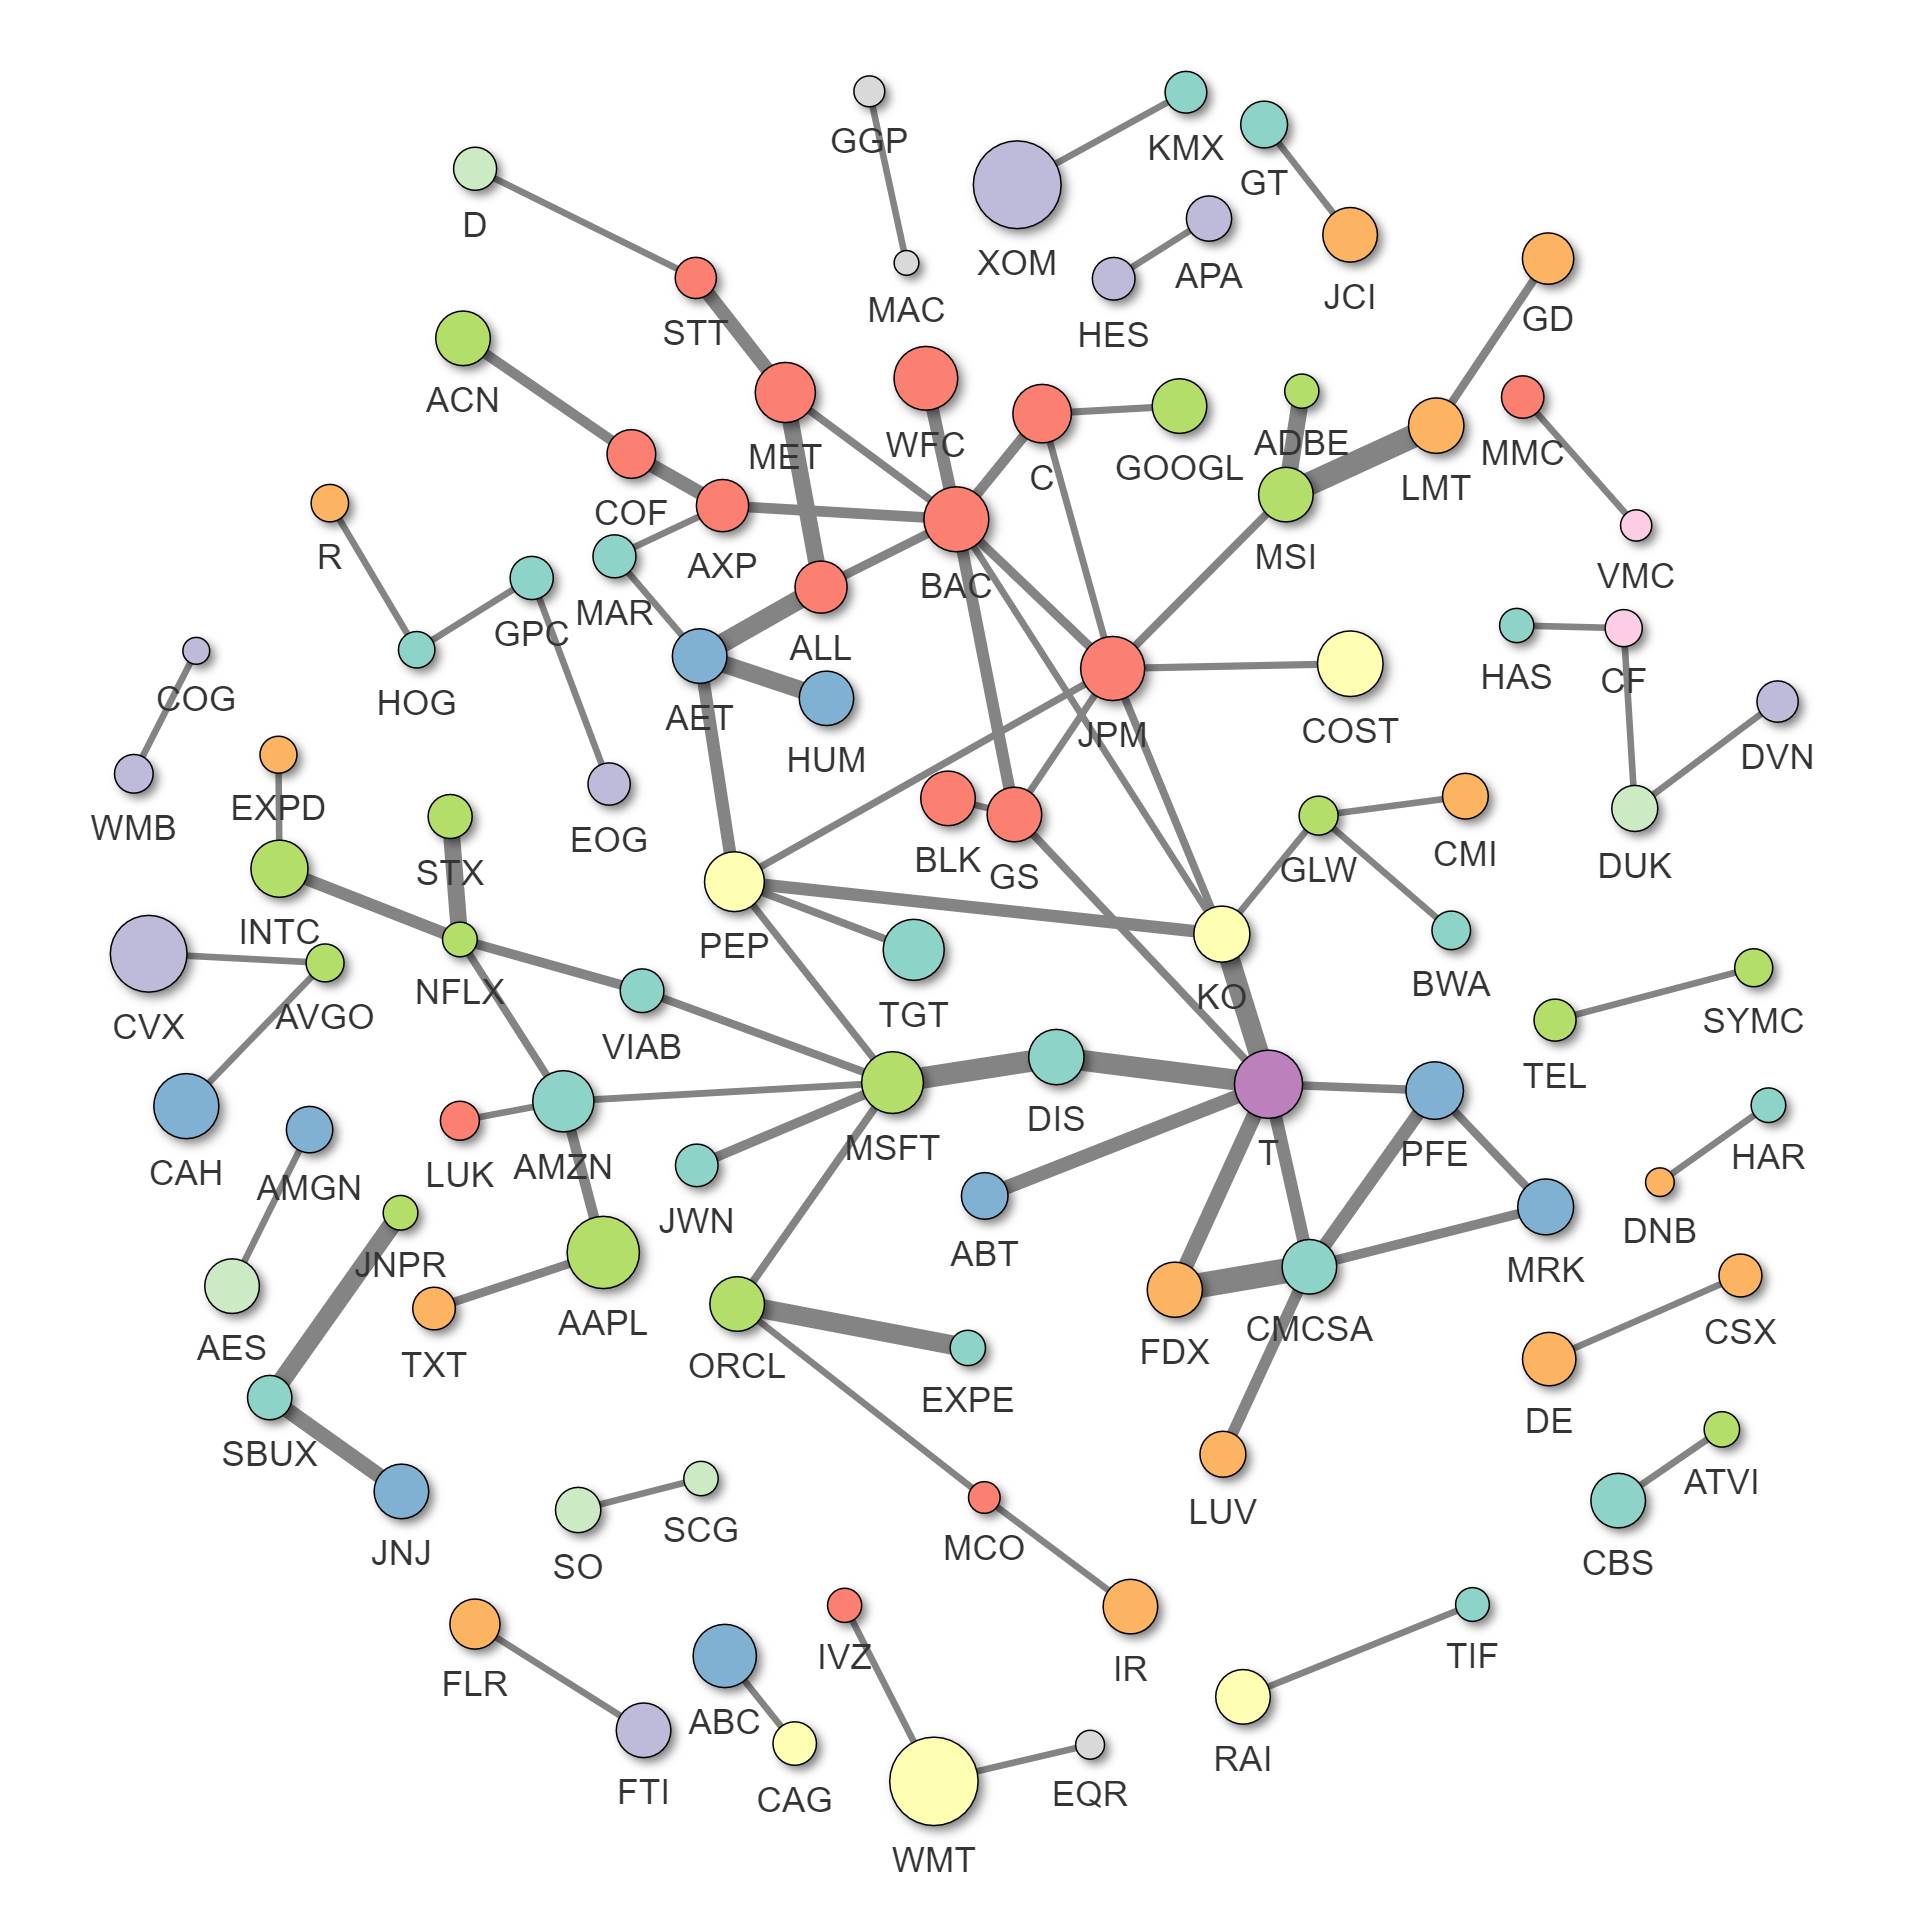 GGP
KMX
GT
D
XOM
APA
JCI
MAC
GD
STT
HES
ACN
WFC
ADBE
MMC
MET
C
GOOGL
LMT
COF
R
AXP
MSI
BAC
VMC
MAR
GPC
ALL
HAS
CF
COG
HOG
AET
JPM
COST
HUM
DVN
EXPD
WMB
EOG
STX
BLK
GS
GLW
CMI
DUK
INTC
PEP
NFLX
KO
BWA
CVX
AVGO
TGT
SYMC
VIAB
TEL
DIS
MSFT
T
PFE
HAR
CAH
LUK
AMZN
AMGN
JWN
DNB
ABT
JNPR
MRK
AES
TXT
AAPL
ORCL
FDX
CMCSA
CSX
EXPE
DE
SBUX
ATVI
LUV
SCG
MCO
JNJ
SO
CBS
FLR
IVZ
IR
TIF
ABC
FTI
CAG
EQR
RAI
WMT